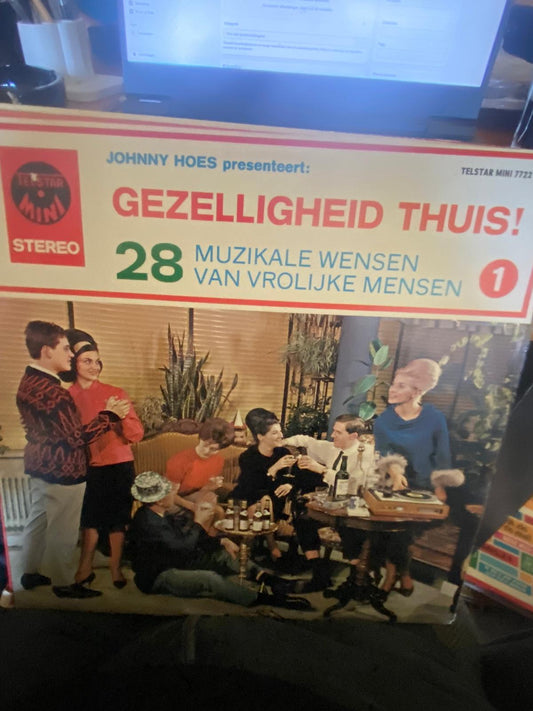 JOHNNY HOES presenteert:
TELSTAR MINI 7723
TELSTAR
MINI
STEREO
GEZELLIGHEID THUIS!
28 MUZIKALE WENSEN
VAN VROLIJKE MENSEN
1